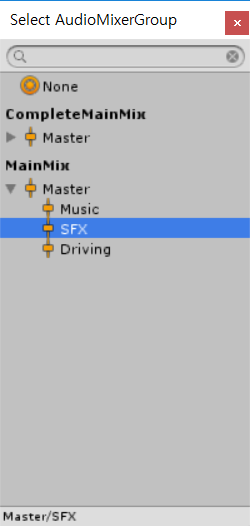 Select AudioMixerGroup
None
CompleteMainMix
Master
MainMix
Master
Music
SFX
Driving
Master/SFX